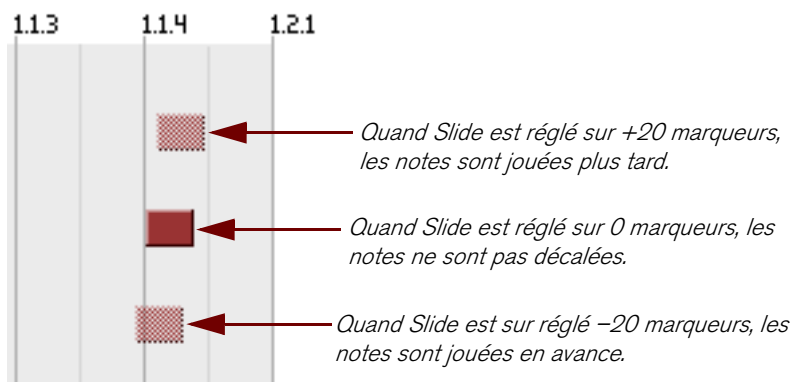 1.1.3 1.1.4 1.2.1
Quand Slide est réglé sur +20 marqueurs,
les notes sont jouées plus tard.
Quand Slide est réglé sur 0 marqueurs, les
notes ne sont pas décalées.
Quand Slide est sur réglé –20 marqueurs, les
notes sont jouées en avance.